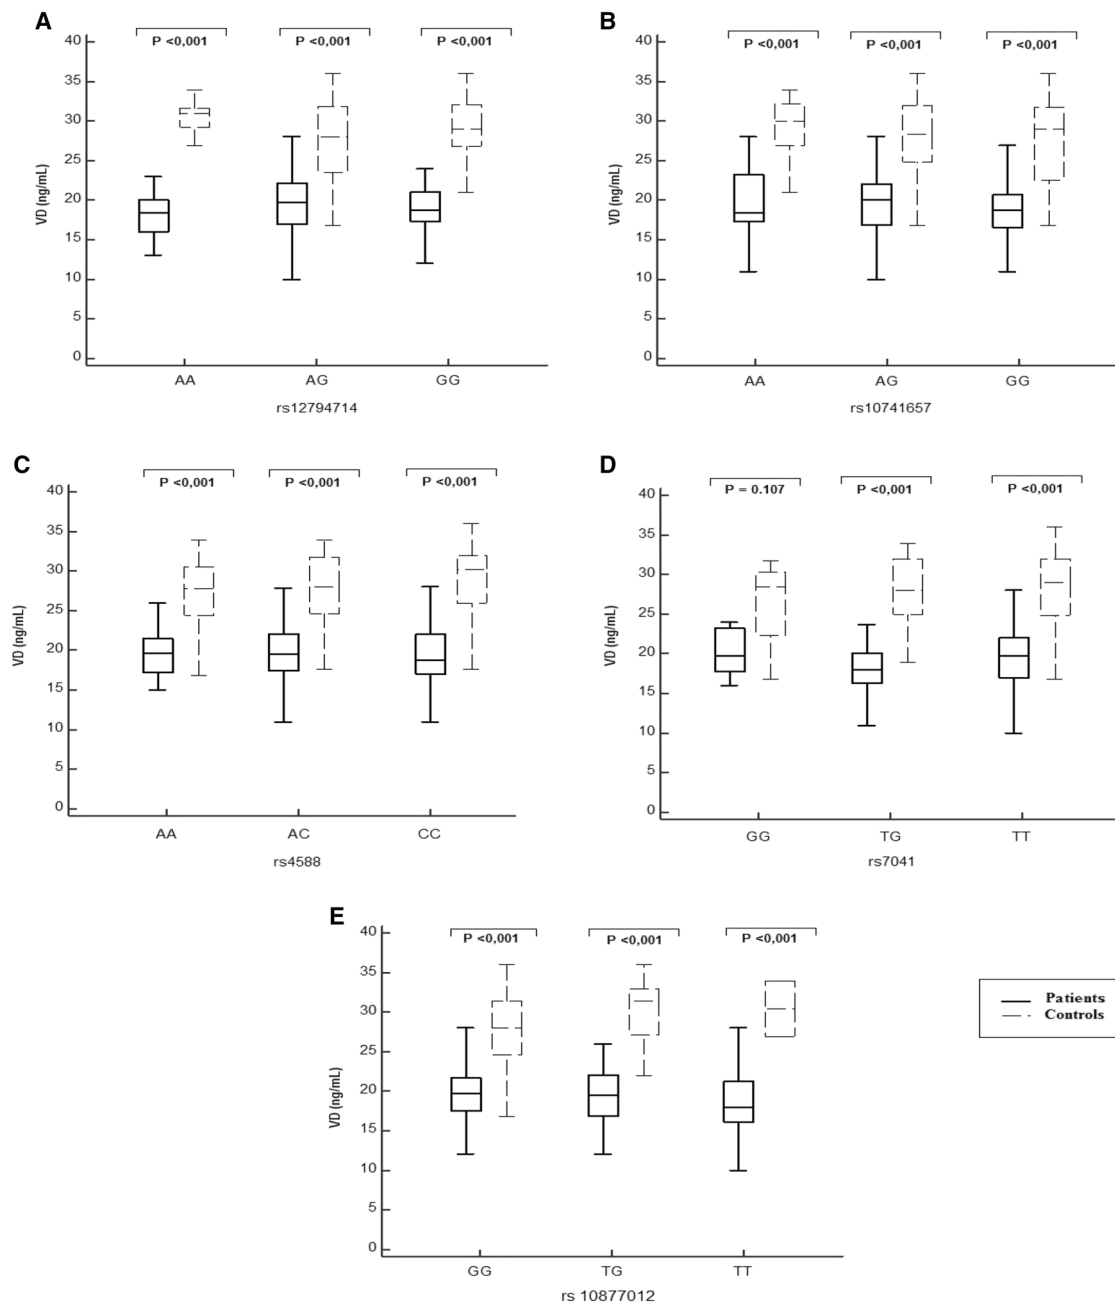 A
P <0,001 P <0,001 P <0,001
40
35
30
25
20
15
10
5
0
VD (ng/mL)
AA AG GG
rs12794714
B
P <0,001 P <0,001 P <0,001
40
35
30
25
20
15
10
5
0
VD (ng/mL)
AA AG GG
rs10741657
C
P <0,001 P <0,001 P <0,001
40
35
30
25
20
15
10
5
0
VD (ng/mL)
AA AC CC
rs4588
D
P = 0.107 P <0,001 P <0,001
40
35
30
25
20
15
10
5
0
VD (ng/mL)
GG TG TT
rs7041
E
P <0,001 P <0,001 P <0,001
40
35
30
25
20
15
10
5
0
VD (ng/mL)
GG TG TT
rs 10877012
Patients
Controls